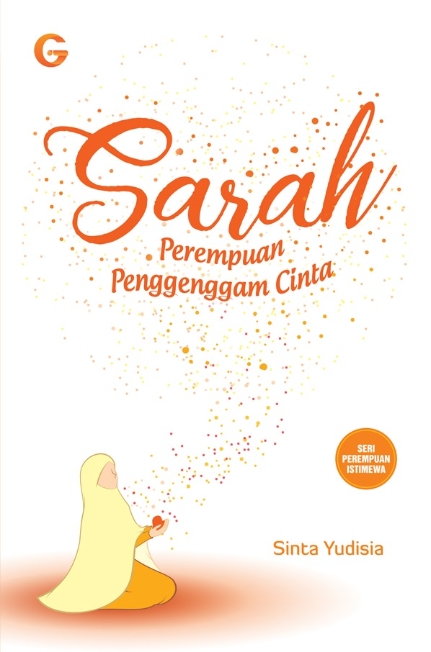 G
Sarah
Perempuan
Penggenggam Cinta
SERI
PEREMPUAN
ISTIMEWA
Sinta Yudisia